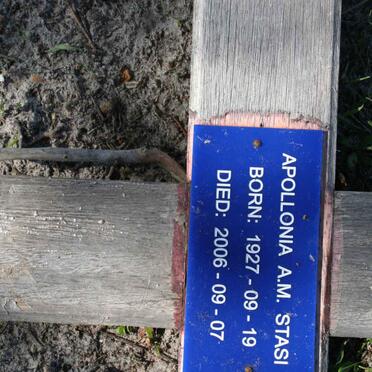 APOLLONIA A.M. STASI
BORN: 1927-09-19
DIED: 2006-09-07